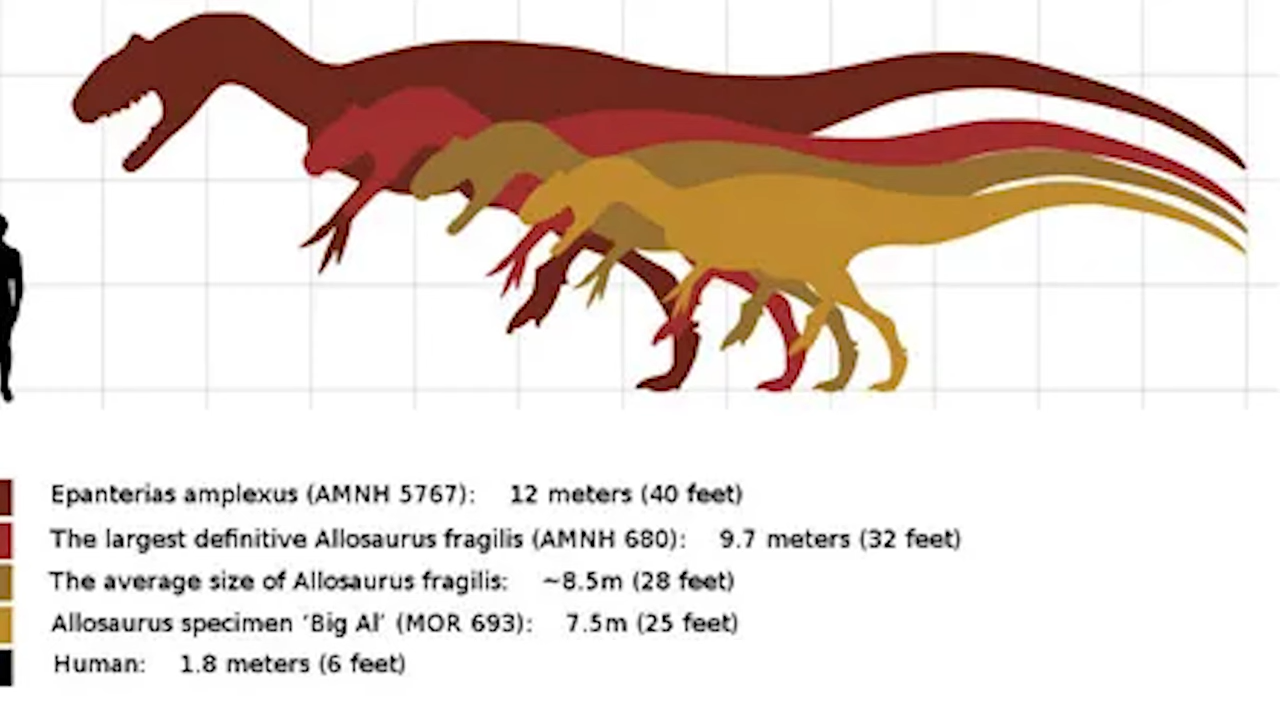 Epanterias amplexus (AMNH 5767): 12 meters (40 feet)
The largest definitive Allosaurus fragilis (AMNH 680): 9.7 meters (32 feet)
The average size of Allosaurus fragilis: ~8.5m (28 feet)
Allosaurus specimen ‘Big Al’ (MOR 693): 7.5m (25 feet)
Human: 1.8 meters (6 feet)